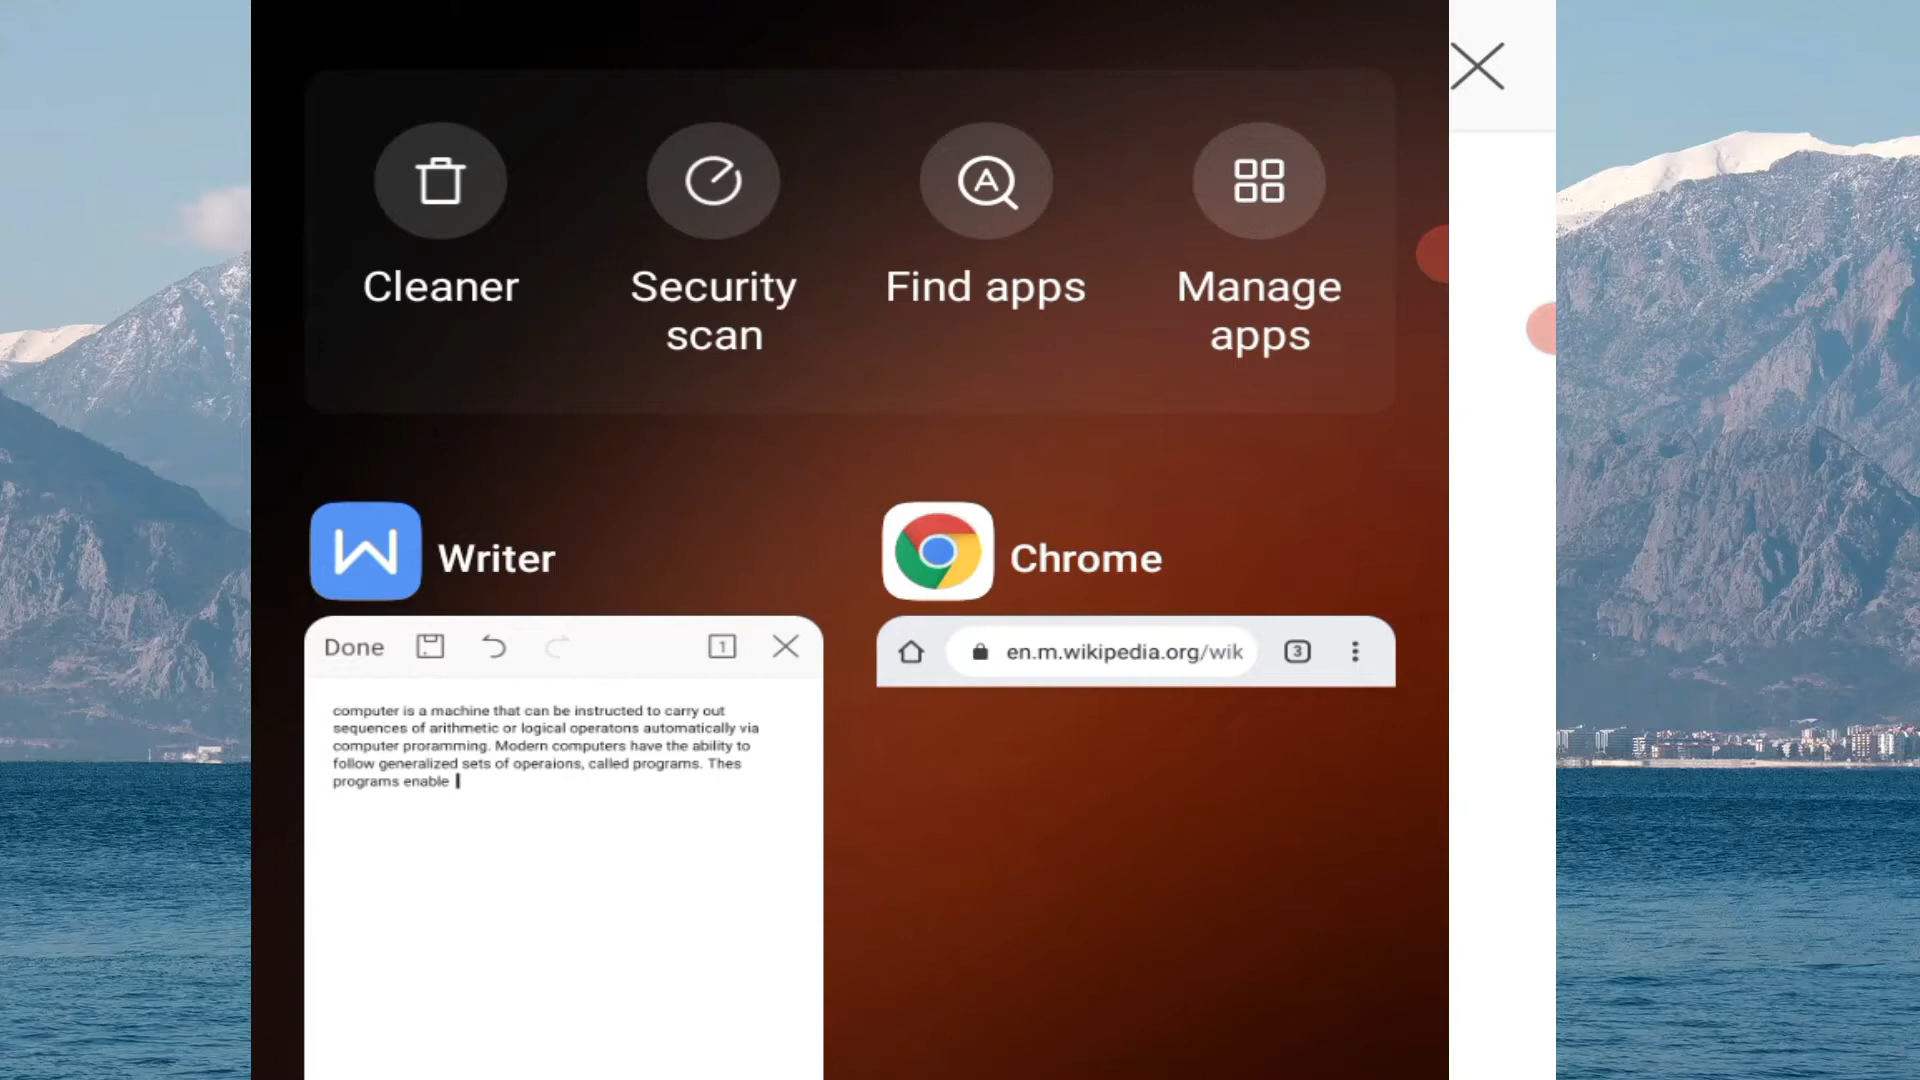 Cleaner
Security
scan
Find apps
Manage
apps
Writer
Chrome
Done
1
en.m.wikipedia.org/wik
3
computer is a machine that can be instructed to carry out
sequences of arithmetic or logical operatons automatically via
computer proramming. Modern computers have the ability to
follow generalized sets of operaions, called programs. Thes
programs enable